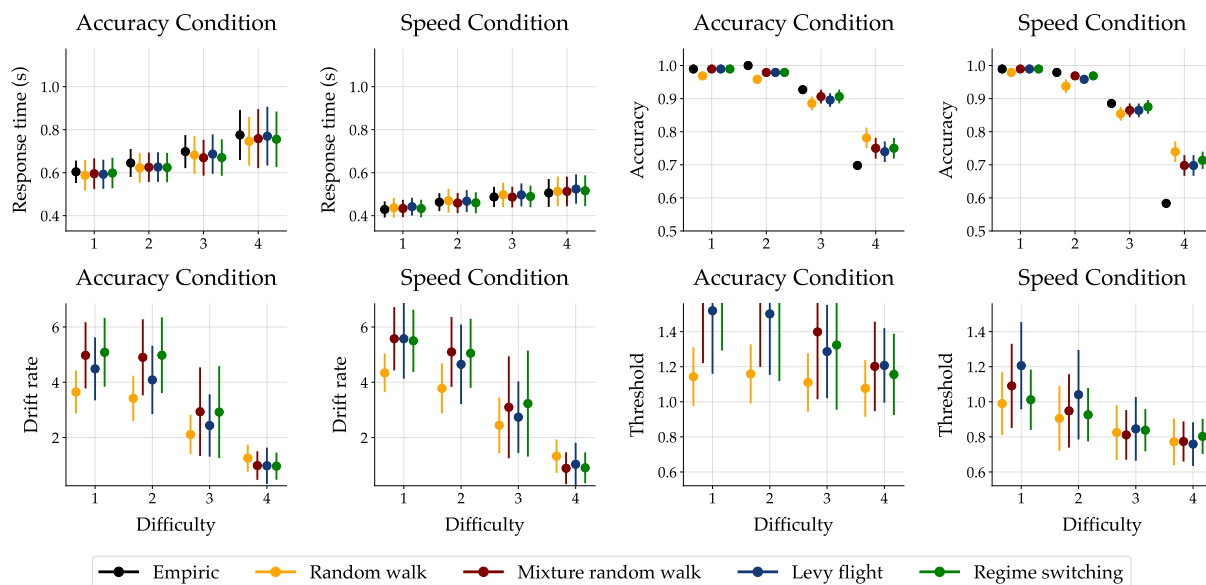 Accuracy Condition
Speed Condition
Accuracy Condition
Speed Condition
Response time (s)
1.0
0.8
0.6
0.4
1 2 3 4
Response time (s)
1.0
0.8
0.6
0.4
1 2 3 4
Accuracy
1.0
0.9
0.8
0.7
0.6
0.5
1 2 3 4
Accuracy
1.0
0.9
0.8
0.7
0.6
0.5
1 2 3 4
Accuracy Condition
Speed Condition
Accuracy Condition
Speed Condition
Drift rate
6
4
2
1 2 3 4
Difficulty
Drift rate
6
4
2
1 2 3 4
Difficulty
Threshold
1.4
1.2
1.0
0.8
0.6
1 2 3 4
Difficulty
Threshold
1.4
1.2
1.0
0.8
0.6
1 2 3 4
Difficulty
Empiric
Random walk
Mixture random walk
Levy flight
Regime switching